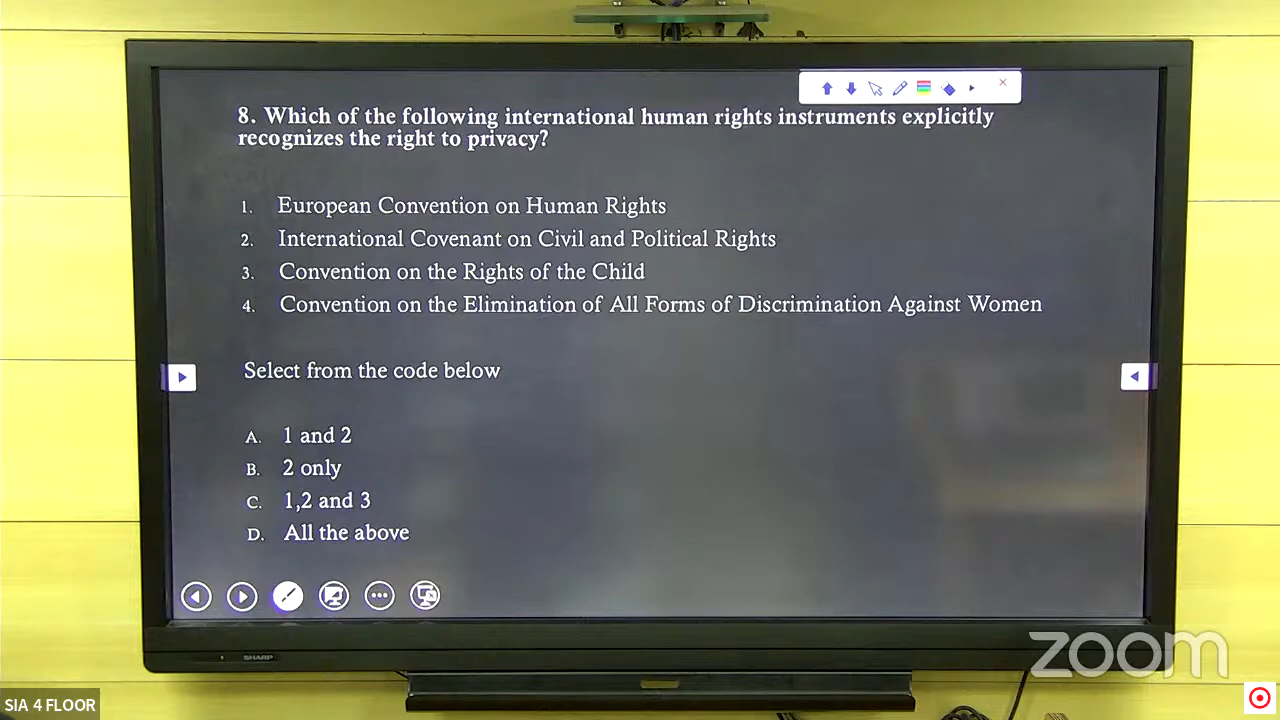 8. Which of the following international human rights instruments explicitly
recognizes the right to privacy?
1. European Convention on Human Rights
2. International Covenant on Civil and Political Rights
3. Convention on the Rights of the Child
4. Convention on the Elimination of All Forms of Discrimination Against Women
Select from the code below
A. 1 and 2
B. 2 only
C. 1,2 and 3
D. All the above
SHARP
zoom
SIA 4 FLOOR